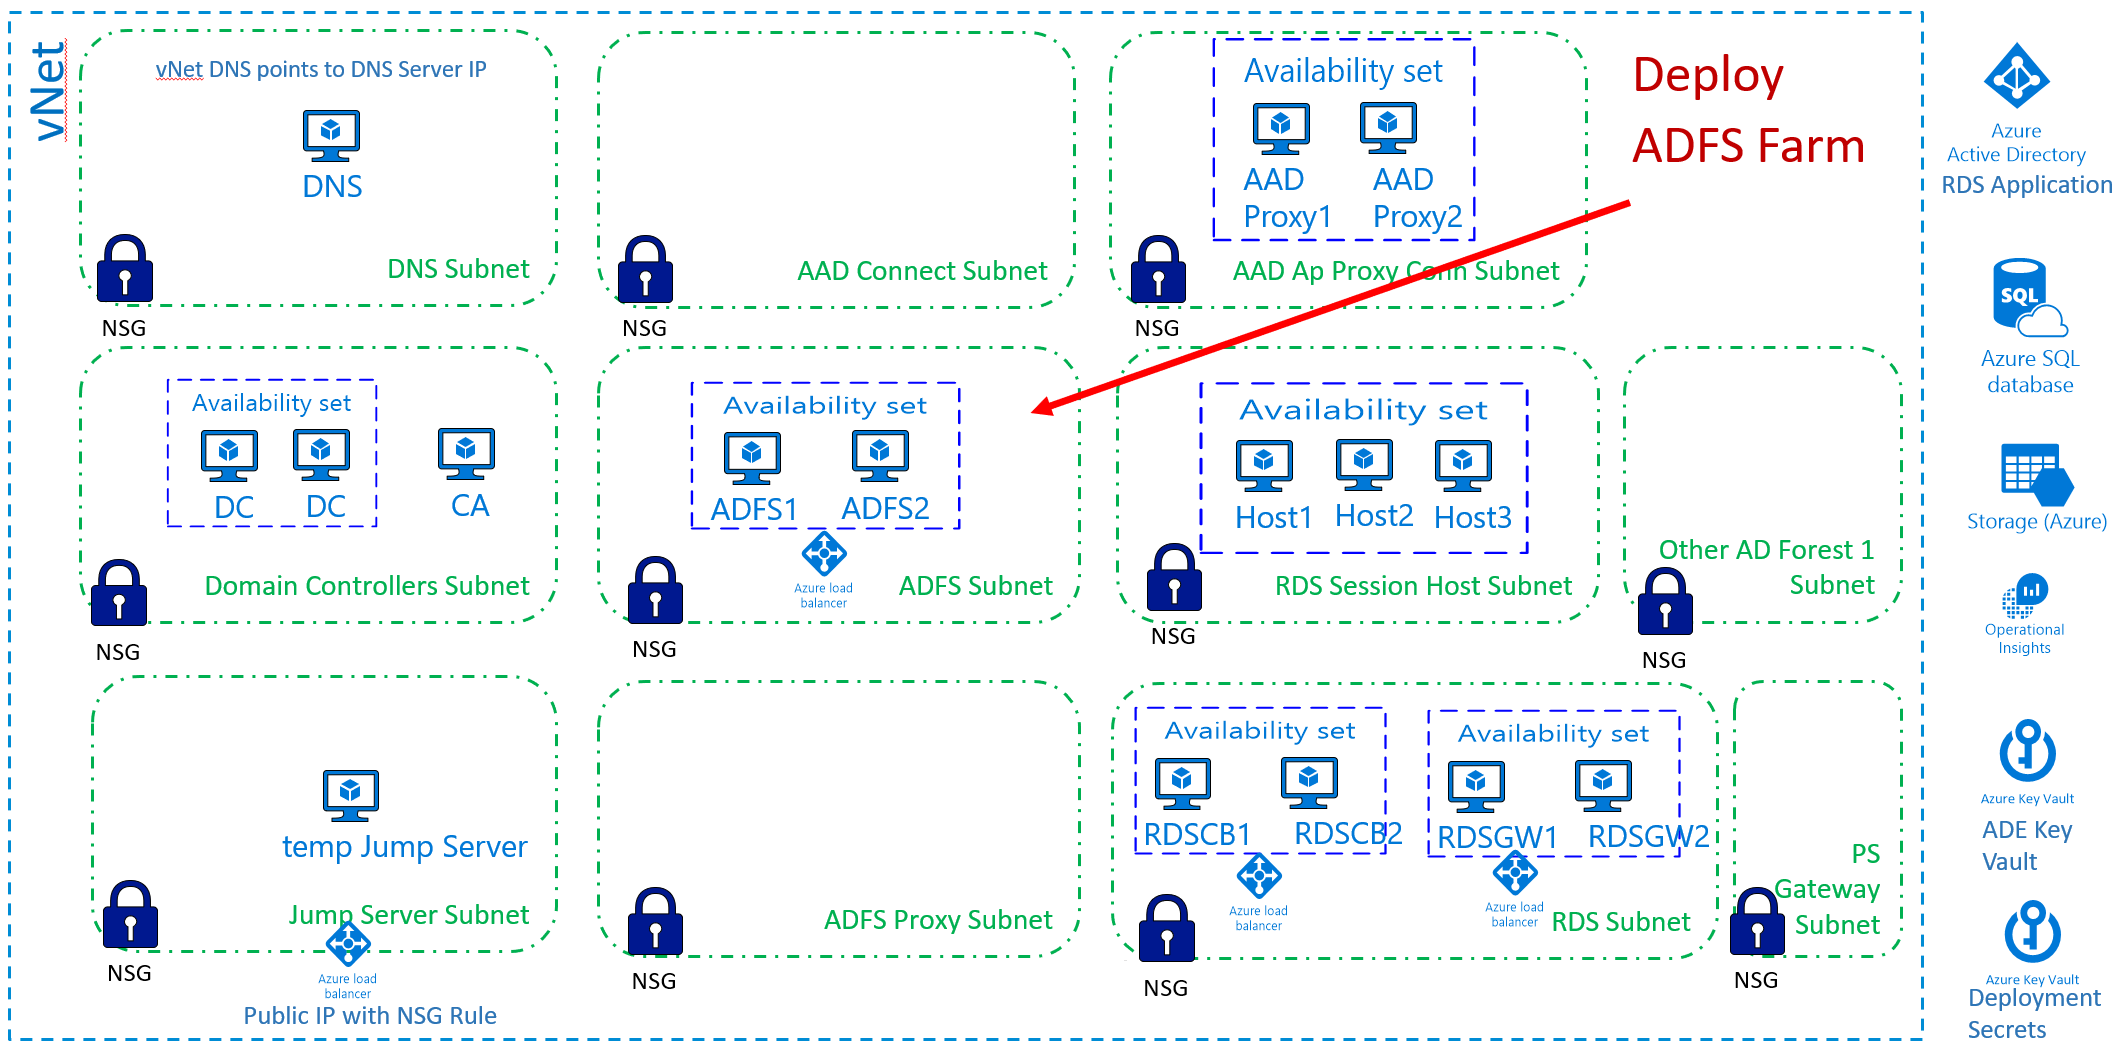 vNet
vNet DNS points to DNS Server IP
DNS
DNS Subnet
NSG
AAD Connect Subnet
NSG
Availability set
AAD
Proxy1
AAD
Proxy2
AAD Ap Proxy Conn Subnet
NSG
Deploy
ADFS Farm
Availability set
DC
DC
CA
Domain Controllers Subnet
NSG
Availability set
ADFS1
ADFS2
Azure load
balancer
ADFS Subnet
NSG
Availability set
Host1
Host2
Host3
RDS Session Host Subnet
NSG
Other AD Forest 1
Subnet
NSG
temp Jump Server
Jump Server Subnet
NSG
Azure load
balancer
Public IP with NSG Rule
ADFS Proxy Subnet
NSG
Availability set
RDSCB1
RDSCB2
Azure load
balancer
Availability set
RDSGW1
RDSGW2
Azure load
balancer
RDS Subnet
NSG
PS
Gateway
Subnet
NSG
Azure
Active Directory
RDS Application
SQL
Azure SQL
database
Storage (Azure)
Operational
Insights
Azure Key Vault
ADE Key
Vault
Azure Key Vault
Deployment
Secrets